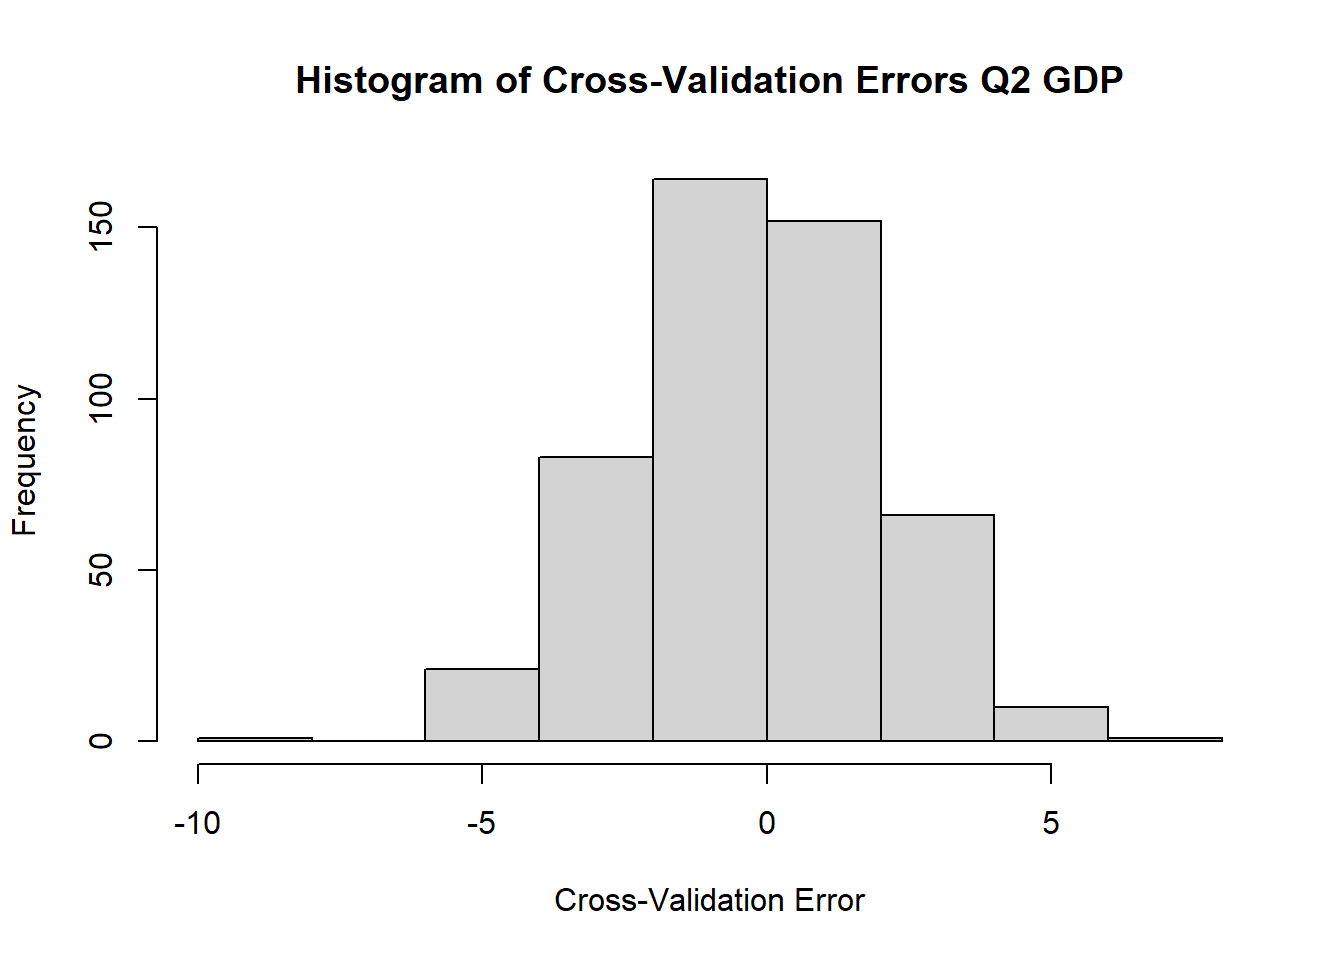 Histogram of Cross-Validation Errors Q2 GDP
Frequency
150
100
50
0
-10 -5 0 5
Cross-Validation Error